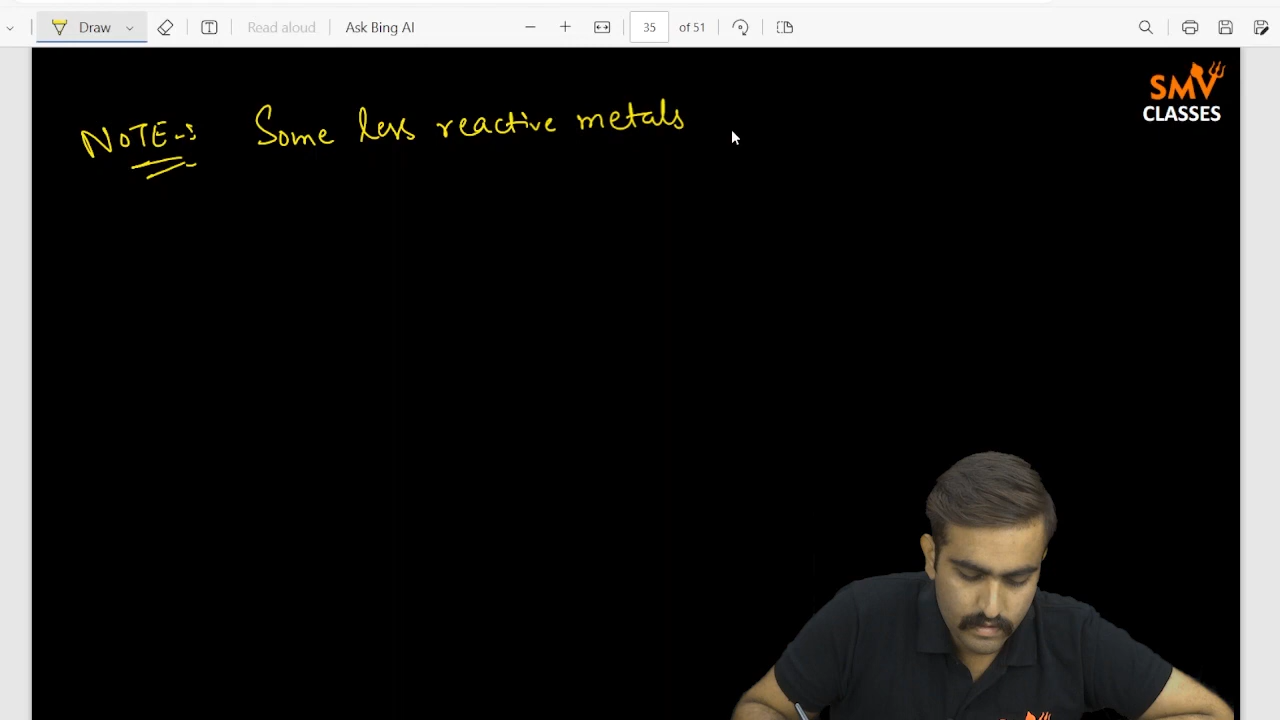 Draw
Read aloud
Ask Bing AI
35
of 51
SMV
CLASSES
NOTE-: Some less reactive metals